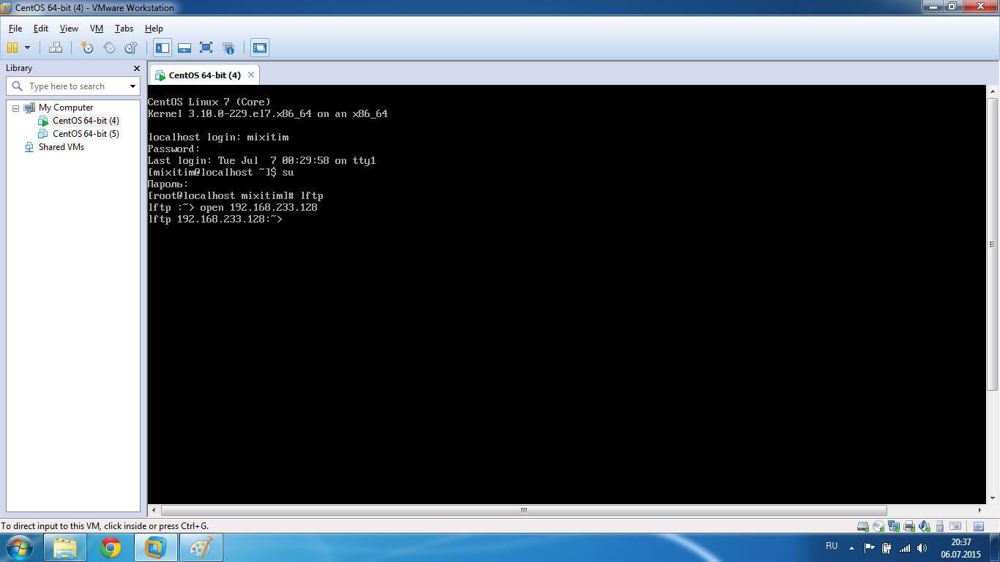 CentOS 64-bit (4) - VMware Workstation
File Edit View VM Tabs Help
Library
Type here to search
My Computer
CentOS 64-bit (4)
CentOS 64-bit (5)
Shared VMs
CentOS 64-bit (4)
CentOS Linux 7 (Core)
Kernel 3.10.0-229.el7.x86_64 on an x86_64
localhost login: mixitim
Password:
Last login: Tue Jul  7 00:29:58 on tty1
[mixitim@localhost ~]$ su
Пароль:
[root@localhost mixitim]# lftp
lftp :~> open 192.168.233.128
lftp 192.168.233.128:~>
To direct input to this VM, click inside or press Ctrl+G.
RU
20:37
06.07.2015